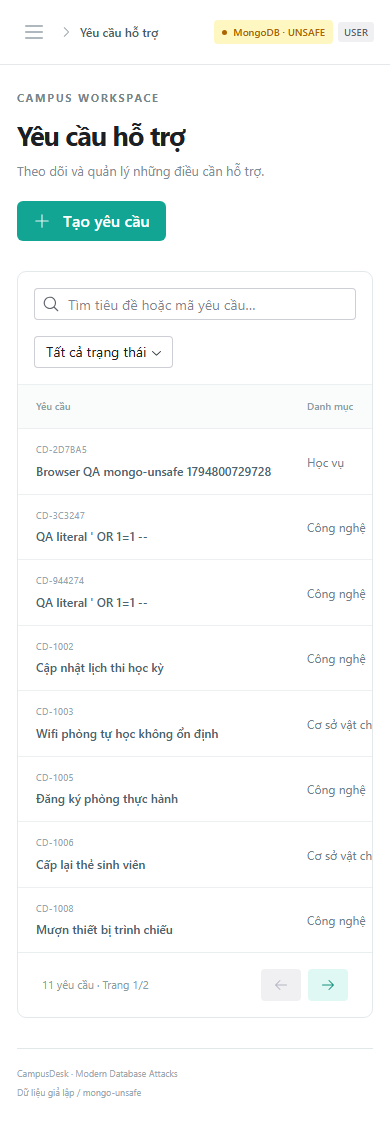 Yêu cầu hỗ trợ
MongoDB · UNSAFE
USER
CAMPUS WORKSPACE
Yêu cầu hỗ trợ
Theo dõi và quản lý những điều cần hỗ trợ.
Tạo yêu cầu
Tìm tiêu đề hoặc mã yêu cầu...
Tất cả trạng thái
Yêu cầu Danh mục
CD-2D7BA5
Browser QA mongo-unsafe 1794800729728 Học vụ
CD-3C3247
QA literal ' OR 1=1 -- Công nghệ
CD-944274
QA literal ' OR 1=1 -- Công nghệ
CD-1002
Cập nhật lịch thi học kỳ Công nghệ
CD-1003
Wifi phòng tự học không ổn định Cơ sở vật ch
CD-1005
Đăng ký phòng thực hành Công nghệ
CD-1006
Cấp lại thẻ sinh viên Cơ sở vật ch
CD-1008
Mượn thiết bị trình chiếu Công nghệ
11 yêu cầu · Trang 1/2
CampusDesk · Modern Database Attacks
Dữ liệu giả lập / mongo-unsafe